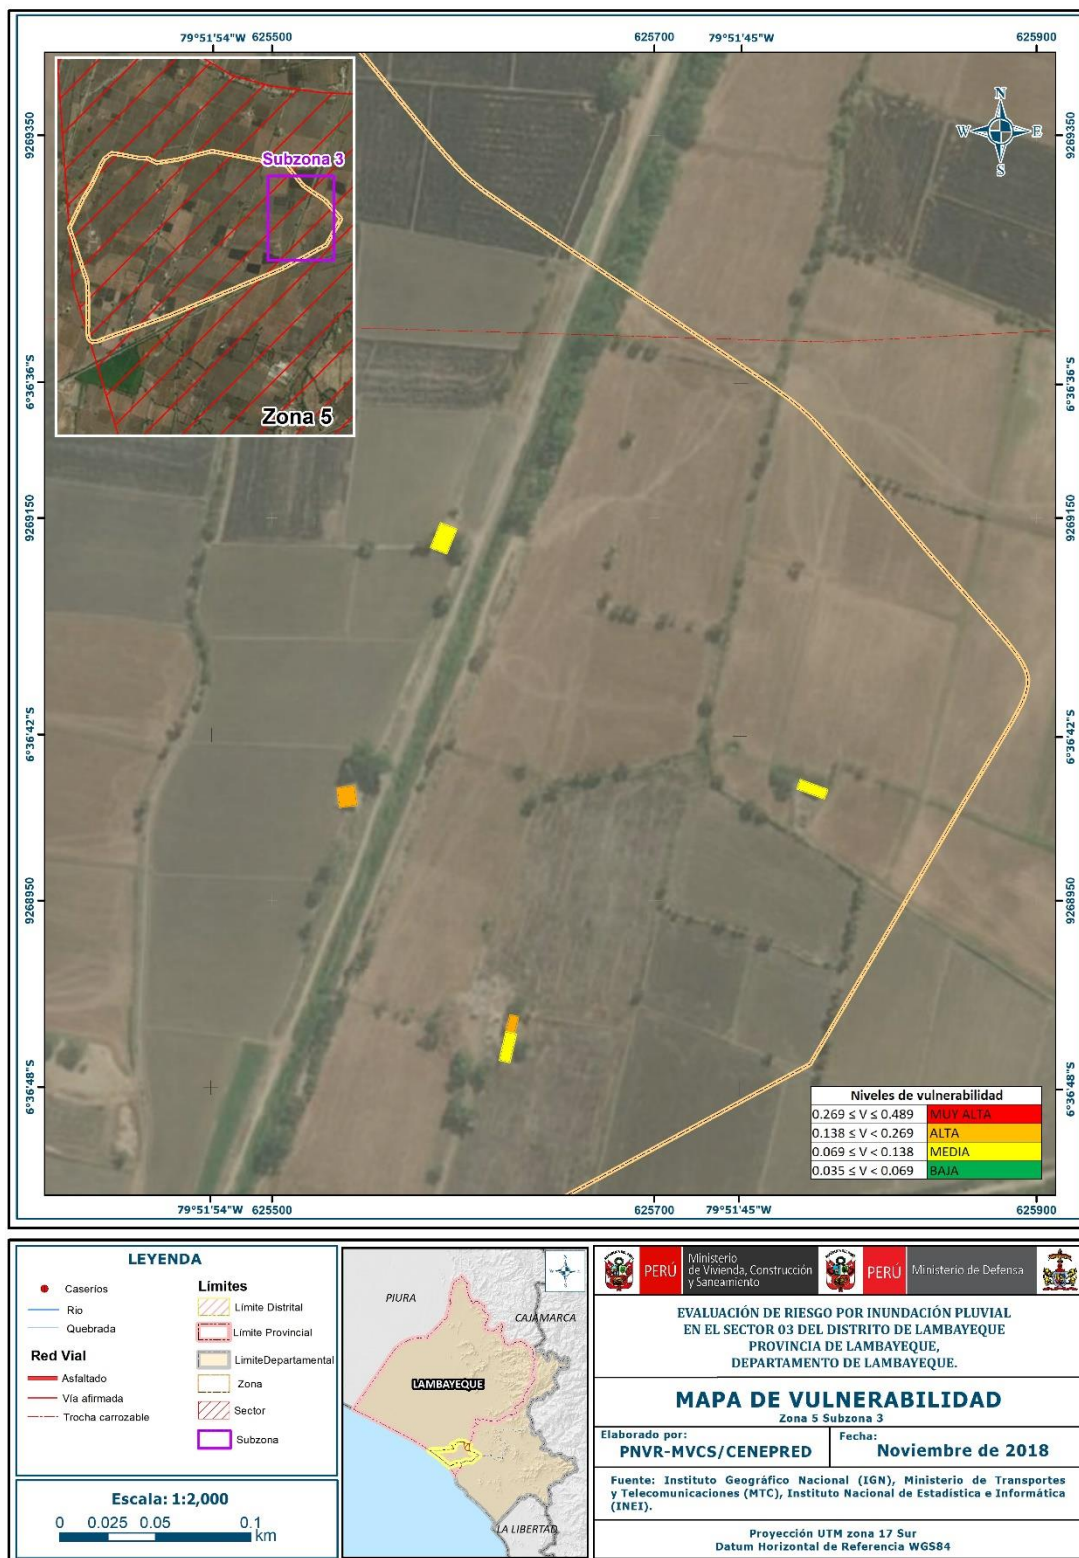 79°51'54"W 625500 625700 79°51'45"W 625900
N
W E
S
Subzona 3
Zona 5
9269350 9269350
6°36'36"S 6°36'36"S
9269150 9269150
6°36'42"S 6°36'42"S
9268950 9268950
6°36'48"S 6°36'48"S
Niveles de vulnerabilidad
0.269 ≤ V ≤ 0.489 MUY ALTA
0.138 ≤ V < 0.269 ALTA
0.069 ≤ V < 0.138 MEDIA
0.035 ≤ V < 0.069 BAJA
79°51'54"W 625500 625700 79°51'45"W 625900
LEYENDA
Caseríos
Rio
Quebrada
Red Vial
Asfaltado
Vía afirmada
Trocha carrozable
Límites
Límite Distrital
Límite Provincial
LimiteDepartamental
Zona
Sector
Subzona
Escala: 1:2,000
0 0.025 0.05 0.1
km
PIURA
CAJAMARCA
LAMBAYEQUE
LA LIBERTAD
PERÚ
Ministerio
de Vivienda, Construcción
y Saneamiento
PERÚ
Ministerio de Defensa
EVALUACIÓN DE RIESGO POR INUNDACIÓN PLUVIAL
EN EL SECTOR 03 DEL DISTRITO DE LAMBAYEQUE
PROVINCIA DE LAMBAYEQUE,
DEPARTAMENTO DE LAMBAYEQUE.
MAPA DE VULNERABILIDAD
Zona 5 Subzona 3
Elaborado por:
PNVR-MVCS/CENEPRED
Fecha:
Noviembre de 2018
Fuente: Instituto Geográfico Nacional (IGN), Ministerio de Transportes
y Telecomunicaciones (MTC), Instituto Nacional de Estadística e Informática
(INEI).
Proyección UTM zona 17 Sur
Datum Horizontal de Referencia WGS84